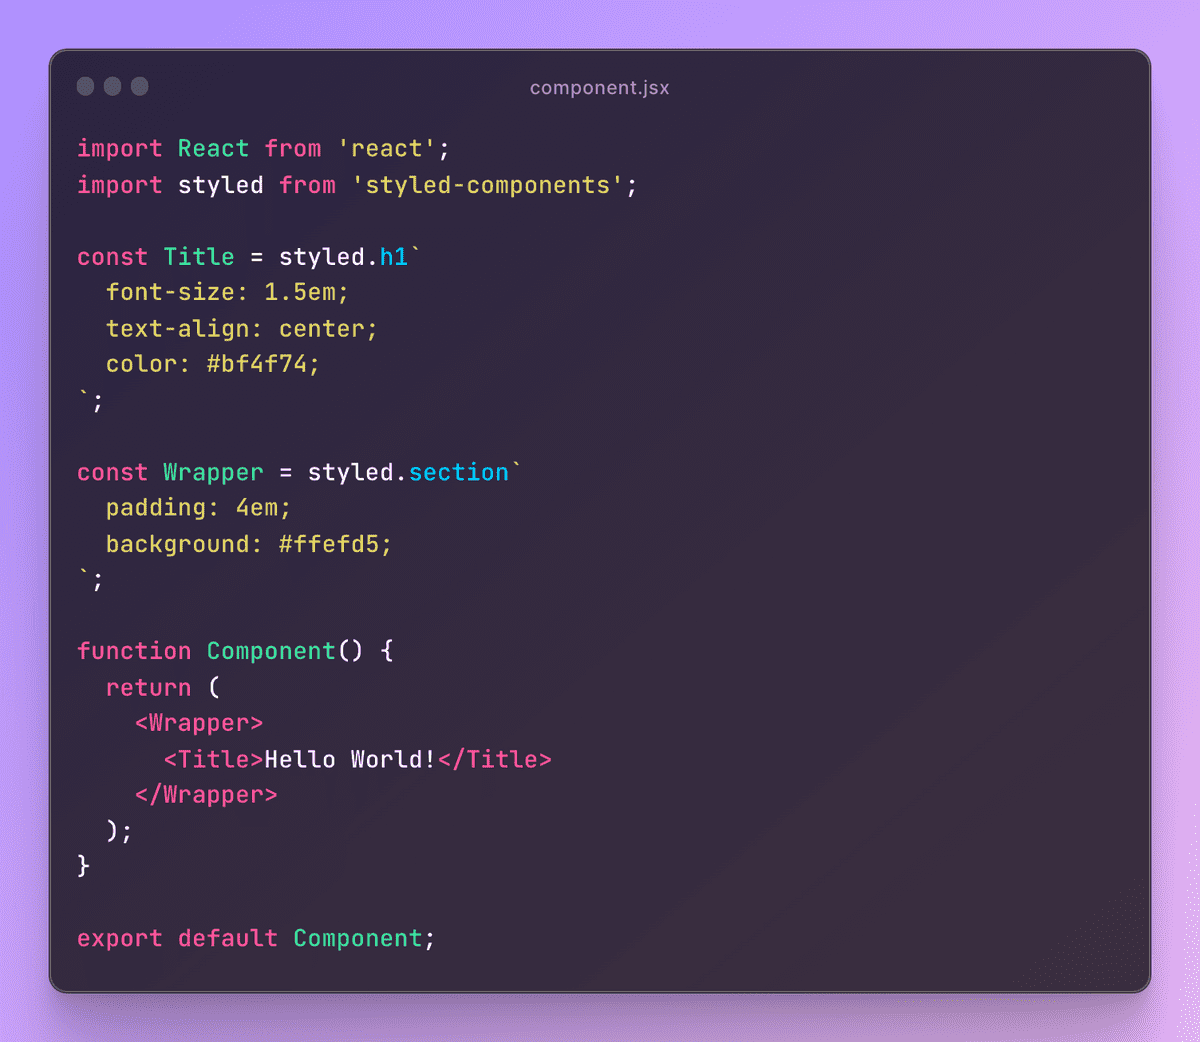 component.jsx
import React from 'react';
import styled from 'styled-components';

const Title = styled.h1`
  font-size: 1.5em;
  text-align: center;
  color: #bf4f74;
`;

const Wrapper = styled.section`
  padding: 4em;
  background: #ffefd5;
`;

function Component() {
  return (
    <Wrapper>
      <Title>Hello World!</Title>
    </Wrapper>
  );
}

export default Component;